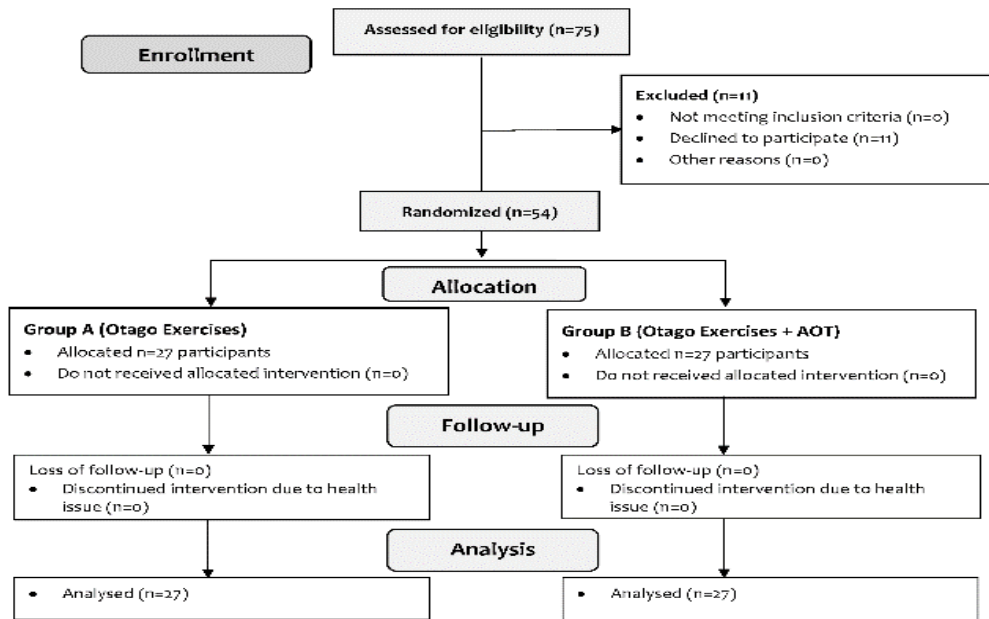 Assessed for eligibility (n=75)
Enrollment
Excluded (n=11)
• Not meeting inclusion criteria (n=0)
• Declined to participate (n=11)
• Other reasons (n=0)
Randomized (n=54)
Allocation
Group A (Otago Exercises)
• Allocated n=27 participants
• Do not received allocated intervention (n=0)
Group B (Otago Exercises + AOT)
• Allocated n=27 participants
• Do not received allocated intervention (n=0)
Follow-up
Loss of follow-up (n=0)
• Discontinued intervention due to health
issue (n=0)
Loss of follow-up (n=0)
• Discontinued intervention due to health
issue (n=0)
Analysis
• Analysed (n=27)
• Analysed (n=27)